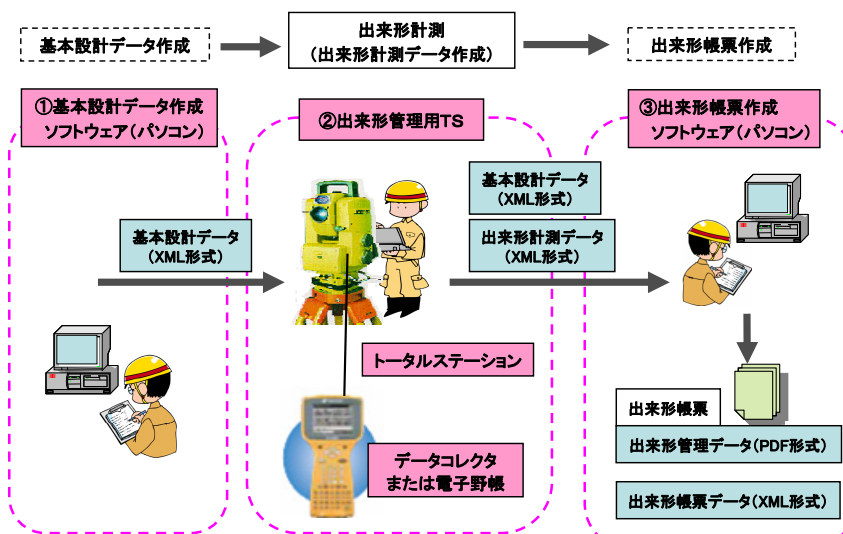 基本設計データ作成
出来形計測
(出来形計測データ作成)
出来形帳票作成
①基本設計データ作成
ソフトウェア(パソコン)
②出来形管理用TS
③出来形帳票作成
ソフトウェア(パソコン)
基本設計データ
(XML形式)
基本設計データ
(XML形式)
出来形計測データ
(XML形式)
トータルステーション
データコレクタ
または電子野帳
出来形帳票
出来形管理データ(PDF形式)
出来形帳票データ(XML形式)